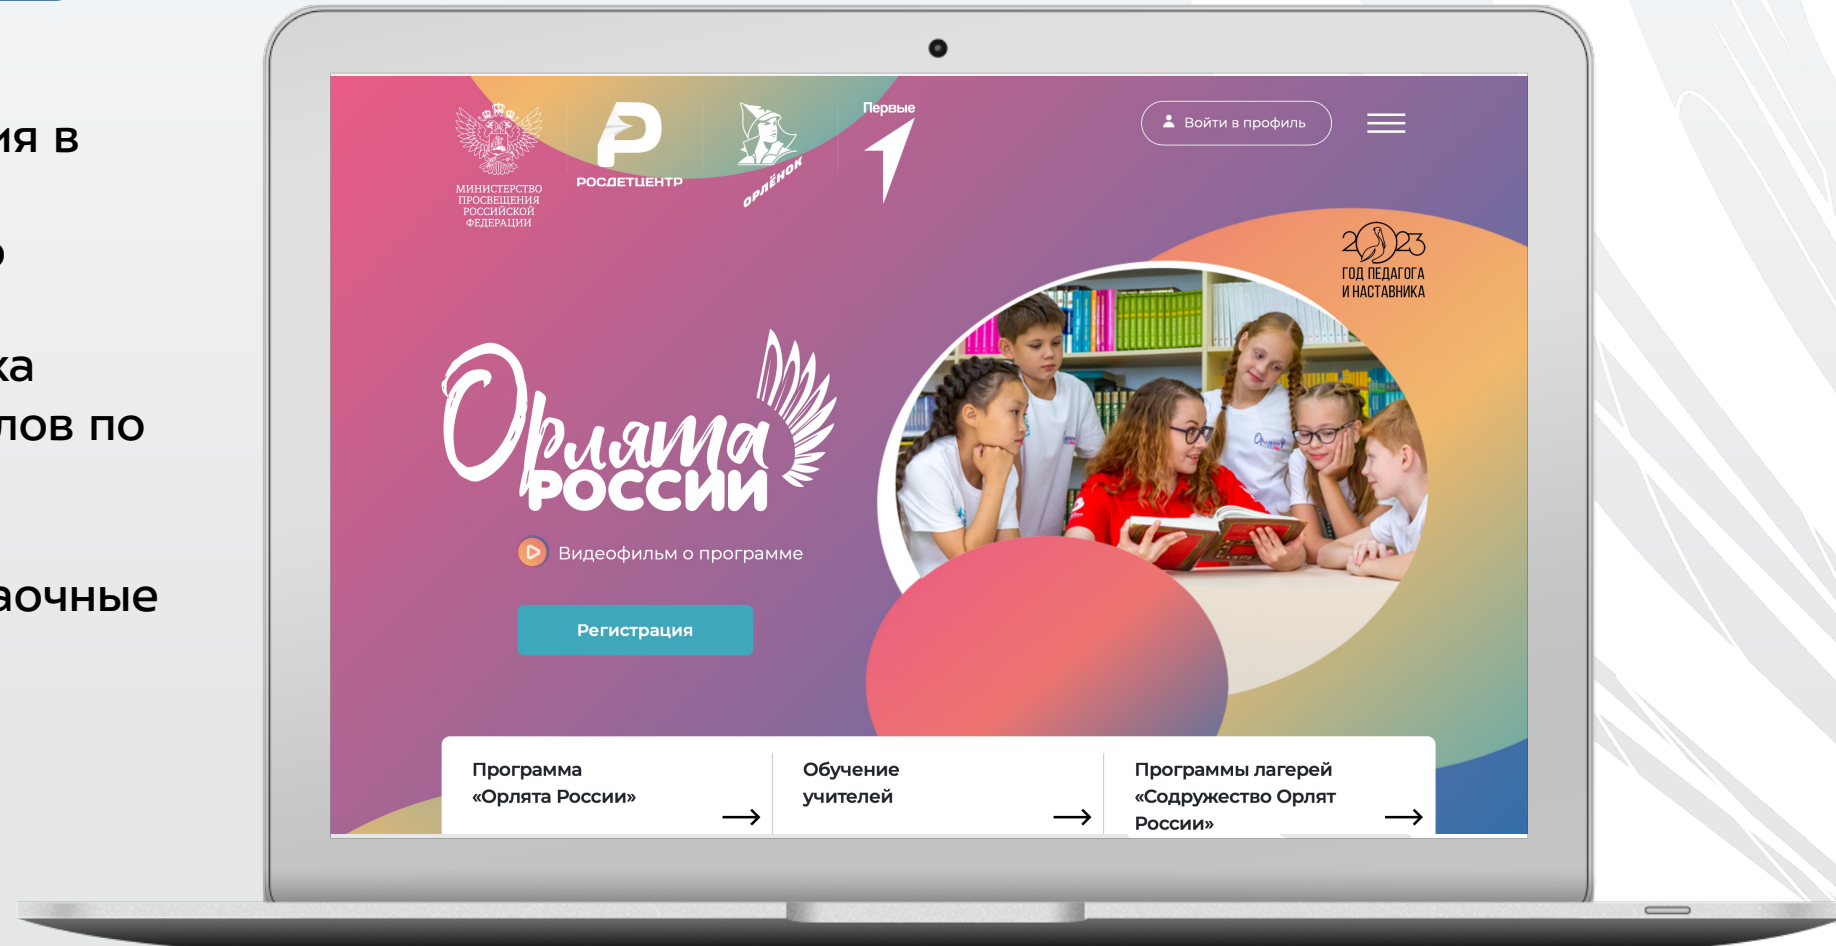 ия в
о
ка
лов по
аочные
МИНИСТЕРСТВО
ПРОСВЕЩЕНИЯ
РОССИЙСКОЙ
ФЕДЕРАЦИИ
РОСДЕТЦЕНТР
ОРЛЁНОК
Первые
Войти в профиль
2023
ГОД ПЕДАГОГА
И НАСТАВНИКА
Орлята
РОССИИ
Видеофильм о программе
Регистрация
Программа
«Орлята России»
Обучение
учителей
Программы лагерей
«Содружество Орлят
России»